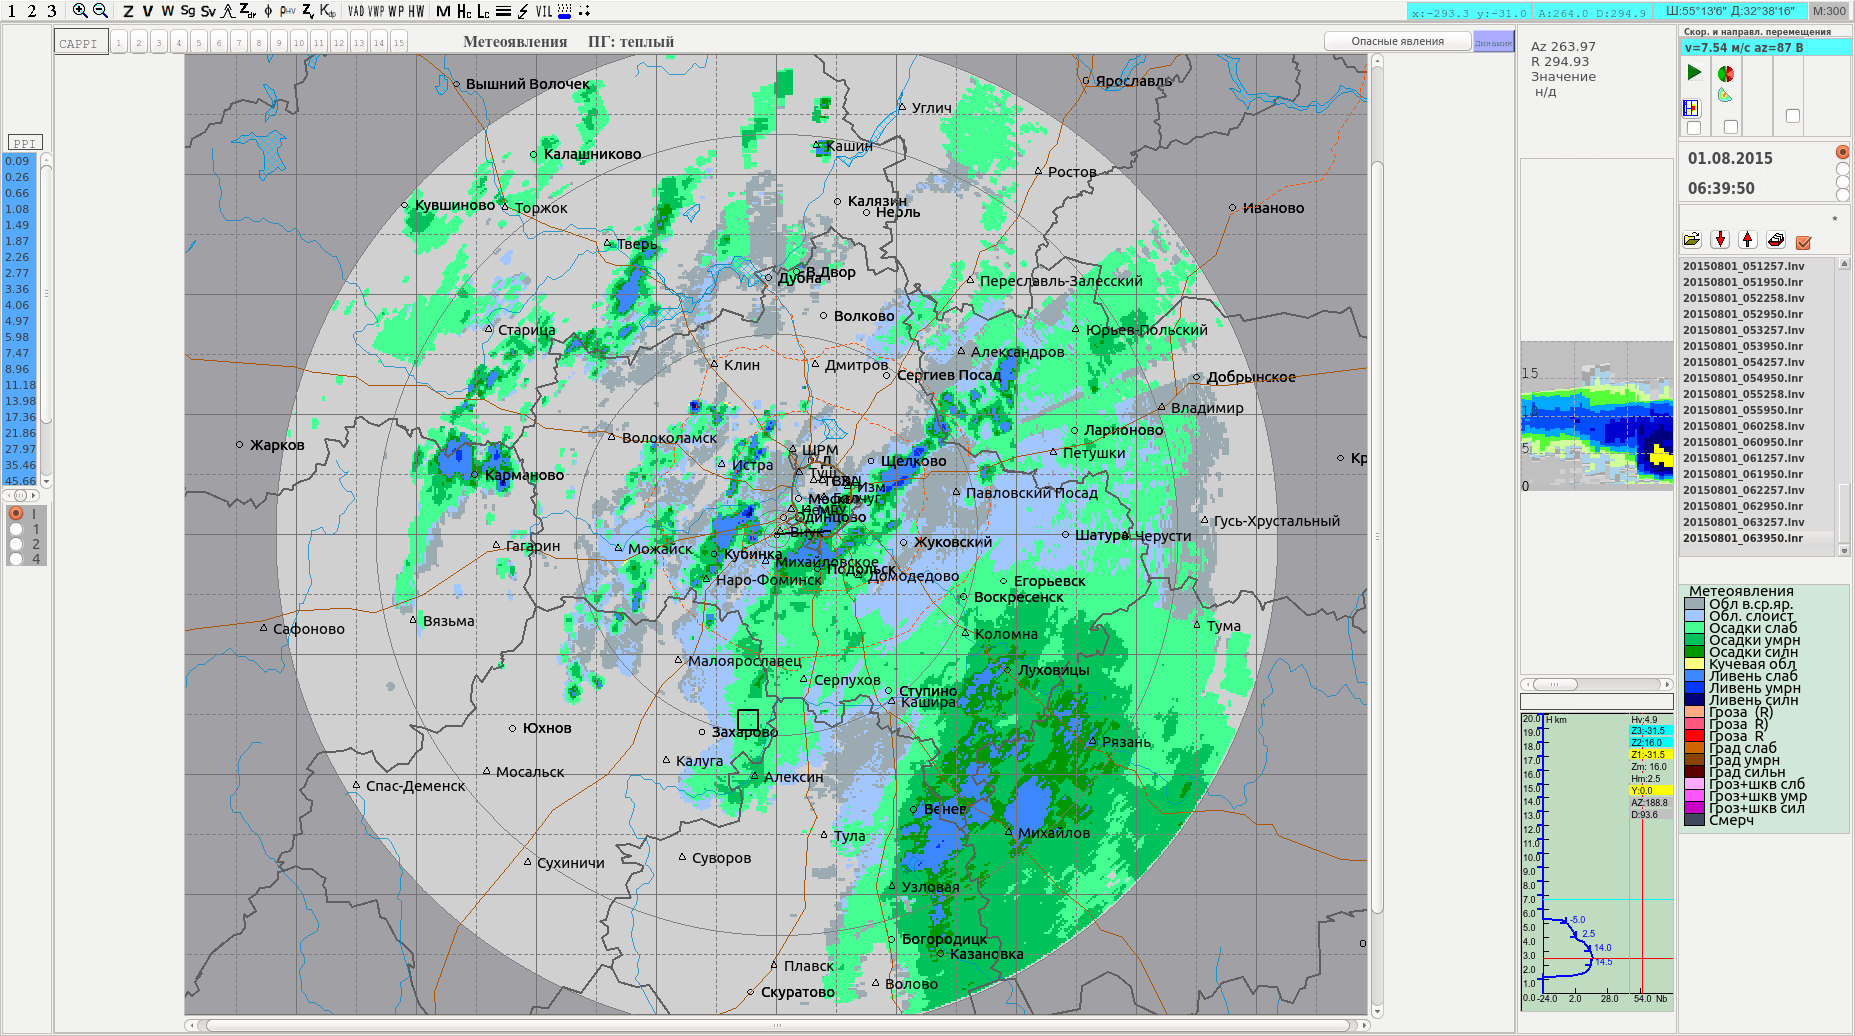 1 2 3 Z V W Sg Sv Zdr ϕ ρHV Zv Kdp VAD VWP WP HW M Hc Lc VIL
x:-293.3 y:-31.0 A:264.0 D:294.9 Ш:55°13'6" Д:32°38'16" M:300
CAPPI 1 2 3 4 5 6 7 8 9 10 11 12 13 14 15 Метеоявления ПГ: теплый Опасные явления
PPI
0.09
0.26
0.66
1.08
1.49
1.87
2.26
2.77
3.36
4.06
4.97
5.98
7.47
8.96
11.18
13.98
17.36
21.86
27.97
35.46
45.66
I
1
2
4
Вышний Волочек
Ярославль
Углич
Кашин
Калашниково
Ростов
Кувшиново
Торжок
Калязин
Нерль
Иваново
Тверь
В.Двор
Дубна
Переславль-Залесский
Волково
Старица
Юрьев-Польский
Александров
Клин
Дмитров
Сергиев Посад
Добрынское
Владимир
Жарков
Волоколамск
Ларионово
Петушки
ШРМ
Истра
Щелково
Кр
Карманово
Изм
Павловский Посад
Одинцово
Гусь-Хрустальный
Внук
Шатура
Черусти
Гагарин
Можайск
Кубинка
Жуковский
Михайловское
Подольск
Домодедово
Наро-Фоминск
Егорьевск
Воскресенск
Вязьма
Сафоново
Тума
Коломна
Малоярославец
Луховицы
Серпухов
Ступино
Кашира
Юхнов
Захарово
Рязань
Калуга
Мосальск
Алексин
Спас-Деменск
Венев
Тула
Михайлов
Суворов
Сухиничи
Узловая
Богородицк
Казановка
Плавск
Волово
Скуратово
Az 263.97
R 294.93
Значение
н/д
15
5
0
H km
20.0
19.0
18.0
17.0
16.0
15.0
14.0
13.0
12.0
11.0
10.0
9.0
8.0
7.0
6.0
5.0
4.0
3.0
2.0
1.0
0.0
-24.0 2.0 28.0 54.0 Nb
Hv:4.9
Z3:-31.5
Z2:16.0
Z1:-31.5
Zm: 16.0
Hm:2.5
Y:0.0
AZ:188.8
D:93.6
-5.0
2.5
14.0
14.5
Скор. и направл. перемещения
v=7.54 м/с az=87 В
01.08.2015
06:39:50
*
20150801_051257.lnv
20150801_051950.lnr
20150801_052258.lnv
20150801_052950.lnr
20150801_053257.lnv
20150801_053950.lnr
20150801_054257.lnv
20150801_054950.lnr
20150801_055258.lnv
20150801_055950.lnr
20150801_060258.lnv
20150801_060950.lnr
20150801_061257.lnv
20150801_061950.lnr
20150801_062257.lnv
20150801_062950.lnr
20150801_063257.lnv
20150801_063950.lnr
Метеоявления
Обл в.ср.яр.
Обл. слоист
Осадки слаб
Осадки умрн
Осадки силн
Кучевая обл
Ливень слаб
Ливень умрн
Ливень силн
Гроза (R)
Гроза R)
Гроза R
Град слаб
Град умрн
Град сильн
Гроз+шкв слб
Гроз+шкв умр
Гроз+шкв сил
Смерч